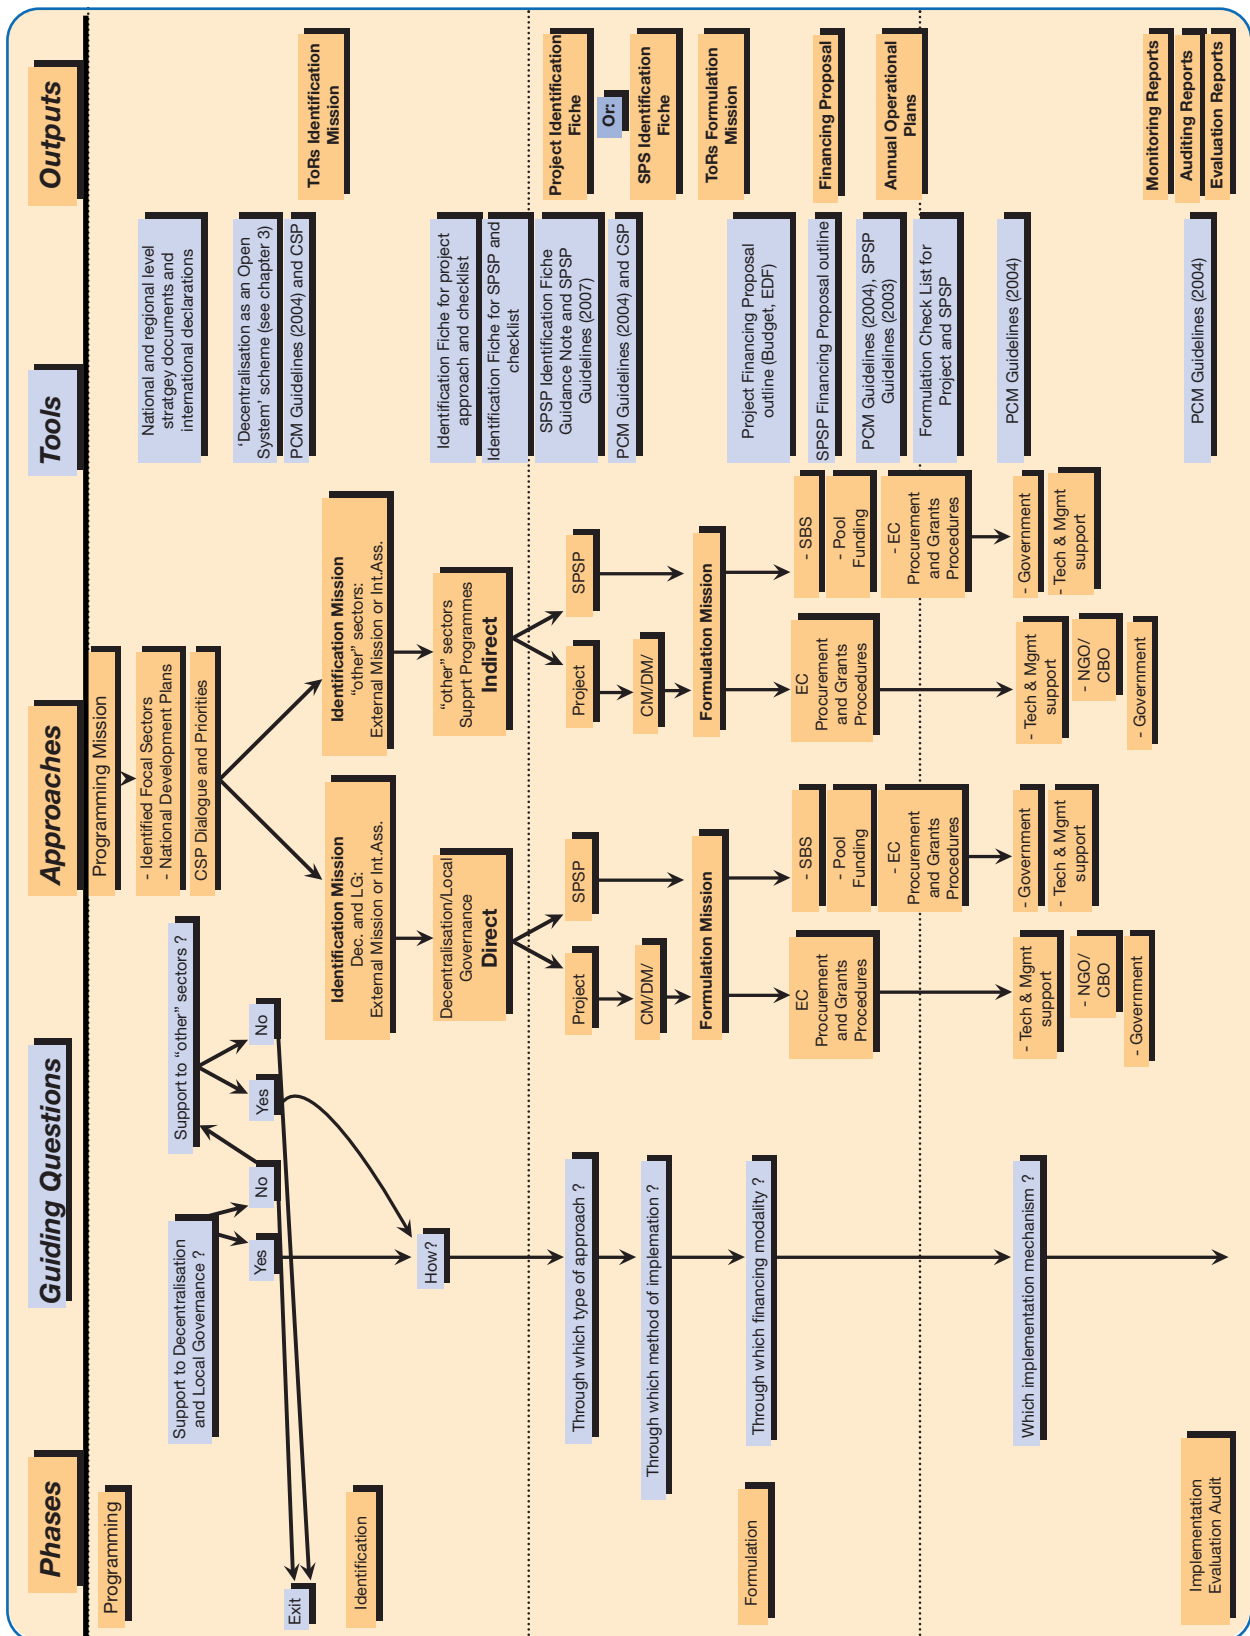 Phases
Guiding Questions
Approaches
Tools
Outputs
Programming
Exit
Identification
Formulation
Implementation
Evaluation Audit
Support to Decentralisation
and Local Governance ?
Yes
No
Support to “other” sectors ?
Yes
No
How?
Through which type of approach ?
Through which method of implemation ?
Through which financing modality ?
Which implementation mechanism ?
Programming Mission
- Identified Focal Sectors
- National Development Plans
CSP Dialogue and Priorities
Identification Mission
Dec. and LG:
External Mission or Int.Ass.
Decentralisation/Local
Governance
Direct
Project
SPSP
CM/DM/
Formulation Mission
EC
Procurement
and Grants
Procedures
- SBS
- Pool
Funding
- EC
Procurement
and Grants
Procedures
- Tech & Mgmt
support
- NGO/
CBO
- Government
- Government
- Tech & Mgmt
support
Identification Mission
“other” sectors:
External Mission or Int.Ass.
“other” sectors
Supprt Programmes
Indirect
Project
SPSP
CM/DM/
Formulation Mission
EC
Procurement
and Grants
Procedures
- SBS
- Pool
Funding
- EC
Procurement
and Grants
Procedures
- Tech & Mgmt
support
- NGO/
CBO
- Government
- Government
- Tech & Mgmt
support
National and regional level
stratgey documents and
international declarations
‘Decentralisation as an Open
System’ scheme (see chapter 3)
PCM Guidelines (2004) and CSP
Identification Fiche for project
approach and checklist
Identification Fiche for SPSP and
checklist
SPSP Identification Fiche
Guidance Note and SPSP
Guidelines (2007)
PCM Guidelines (2004) and CSP
Project Financing Proposal
outline (Budget, EDF)
SPSP Financing Proposal outline
PCM Guidelines (2004), SPSP
Guidelines (2003)
Formulation Check List for
Project and SPSP
PCM Guidelines (2004)
PCM Guidelines (2004)
ToRs Identification
Mission
Project Identification
Fiche
Or:
SPS Identification
Fiche
ToRs Formulation
Mission
Financing Proposal
Annual Operational
Plans
Monitoring Reports
Auditing Reports
Evaluation Reports